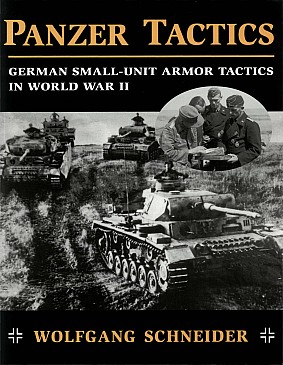 PANZER TACTICS
GERMAN SMALL-UNIT ARMOR TACTICS
IN WORLD WAR II
WOLFGANG SCHNEIDER